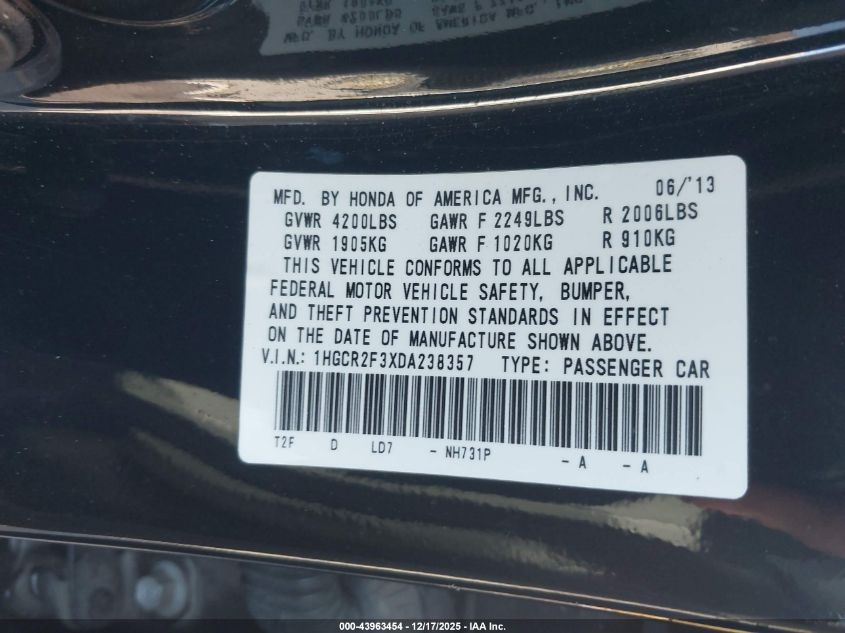 MFD. BY HONDA OF AMERICA MFG., INC. 06/'13
GVWR 4200LBS GAWR F 2249LBS R 2006LBS
GVWR 1905KG GAWR F 1020KG R 910KG
THIS VEHICLE CONFORMS TO ALL APPLICABLE
FEDERAL MOTOR VEHICLE SAFETY, BUMPER,
AND THEFT PREVENTION STANDARDS IN EFFECT
ON THE DATE OF MANUFACTURE SHOWN ABOVE.
V.I.N.: 1HGCR2F3XDA238357 TYPE: PASSENGER CAR
T2F D LD7 - NH731P - A - A
000-43963454 - 12/17/2025 - IAA Inc.